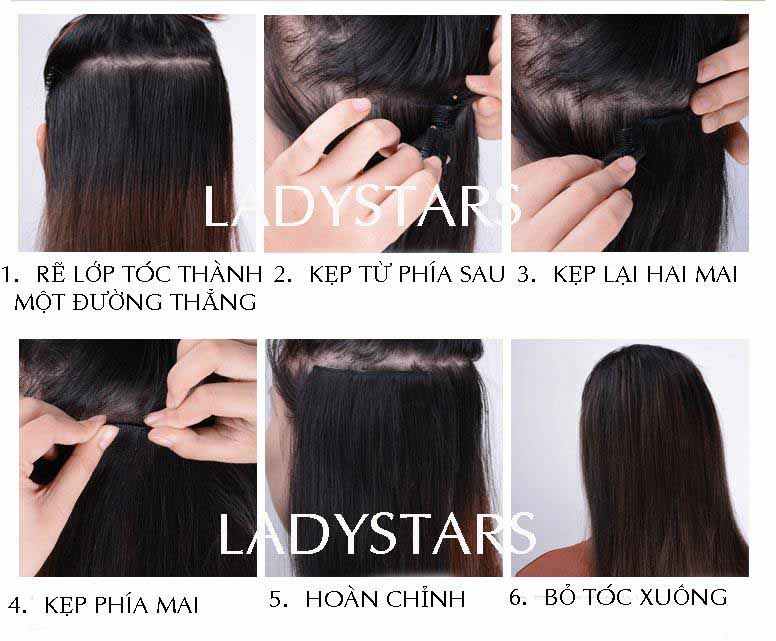 LADYSTARS
1. RẼ LỚP TÓC THÀNH
MỘT ĐƯỜNG THẲNG
2. KẸP TỪ PHÍA SAU
3. KẸP LẠI HAI MAI
LADYSTARS
4. KẸP PHÍA MAI
5. HOÀN CHỈNH
6. BỎ TÓC XUỐNG